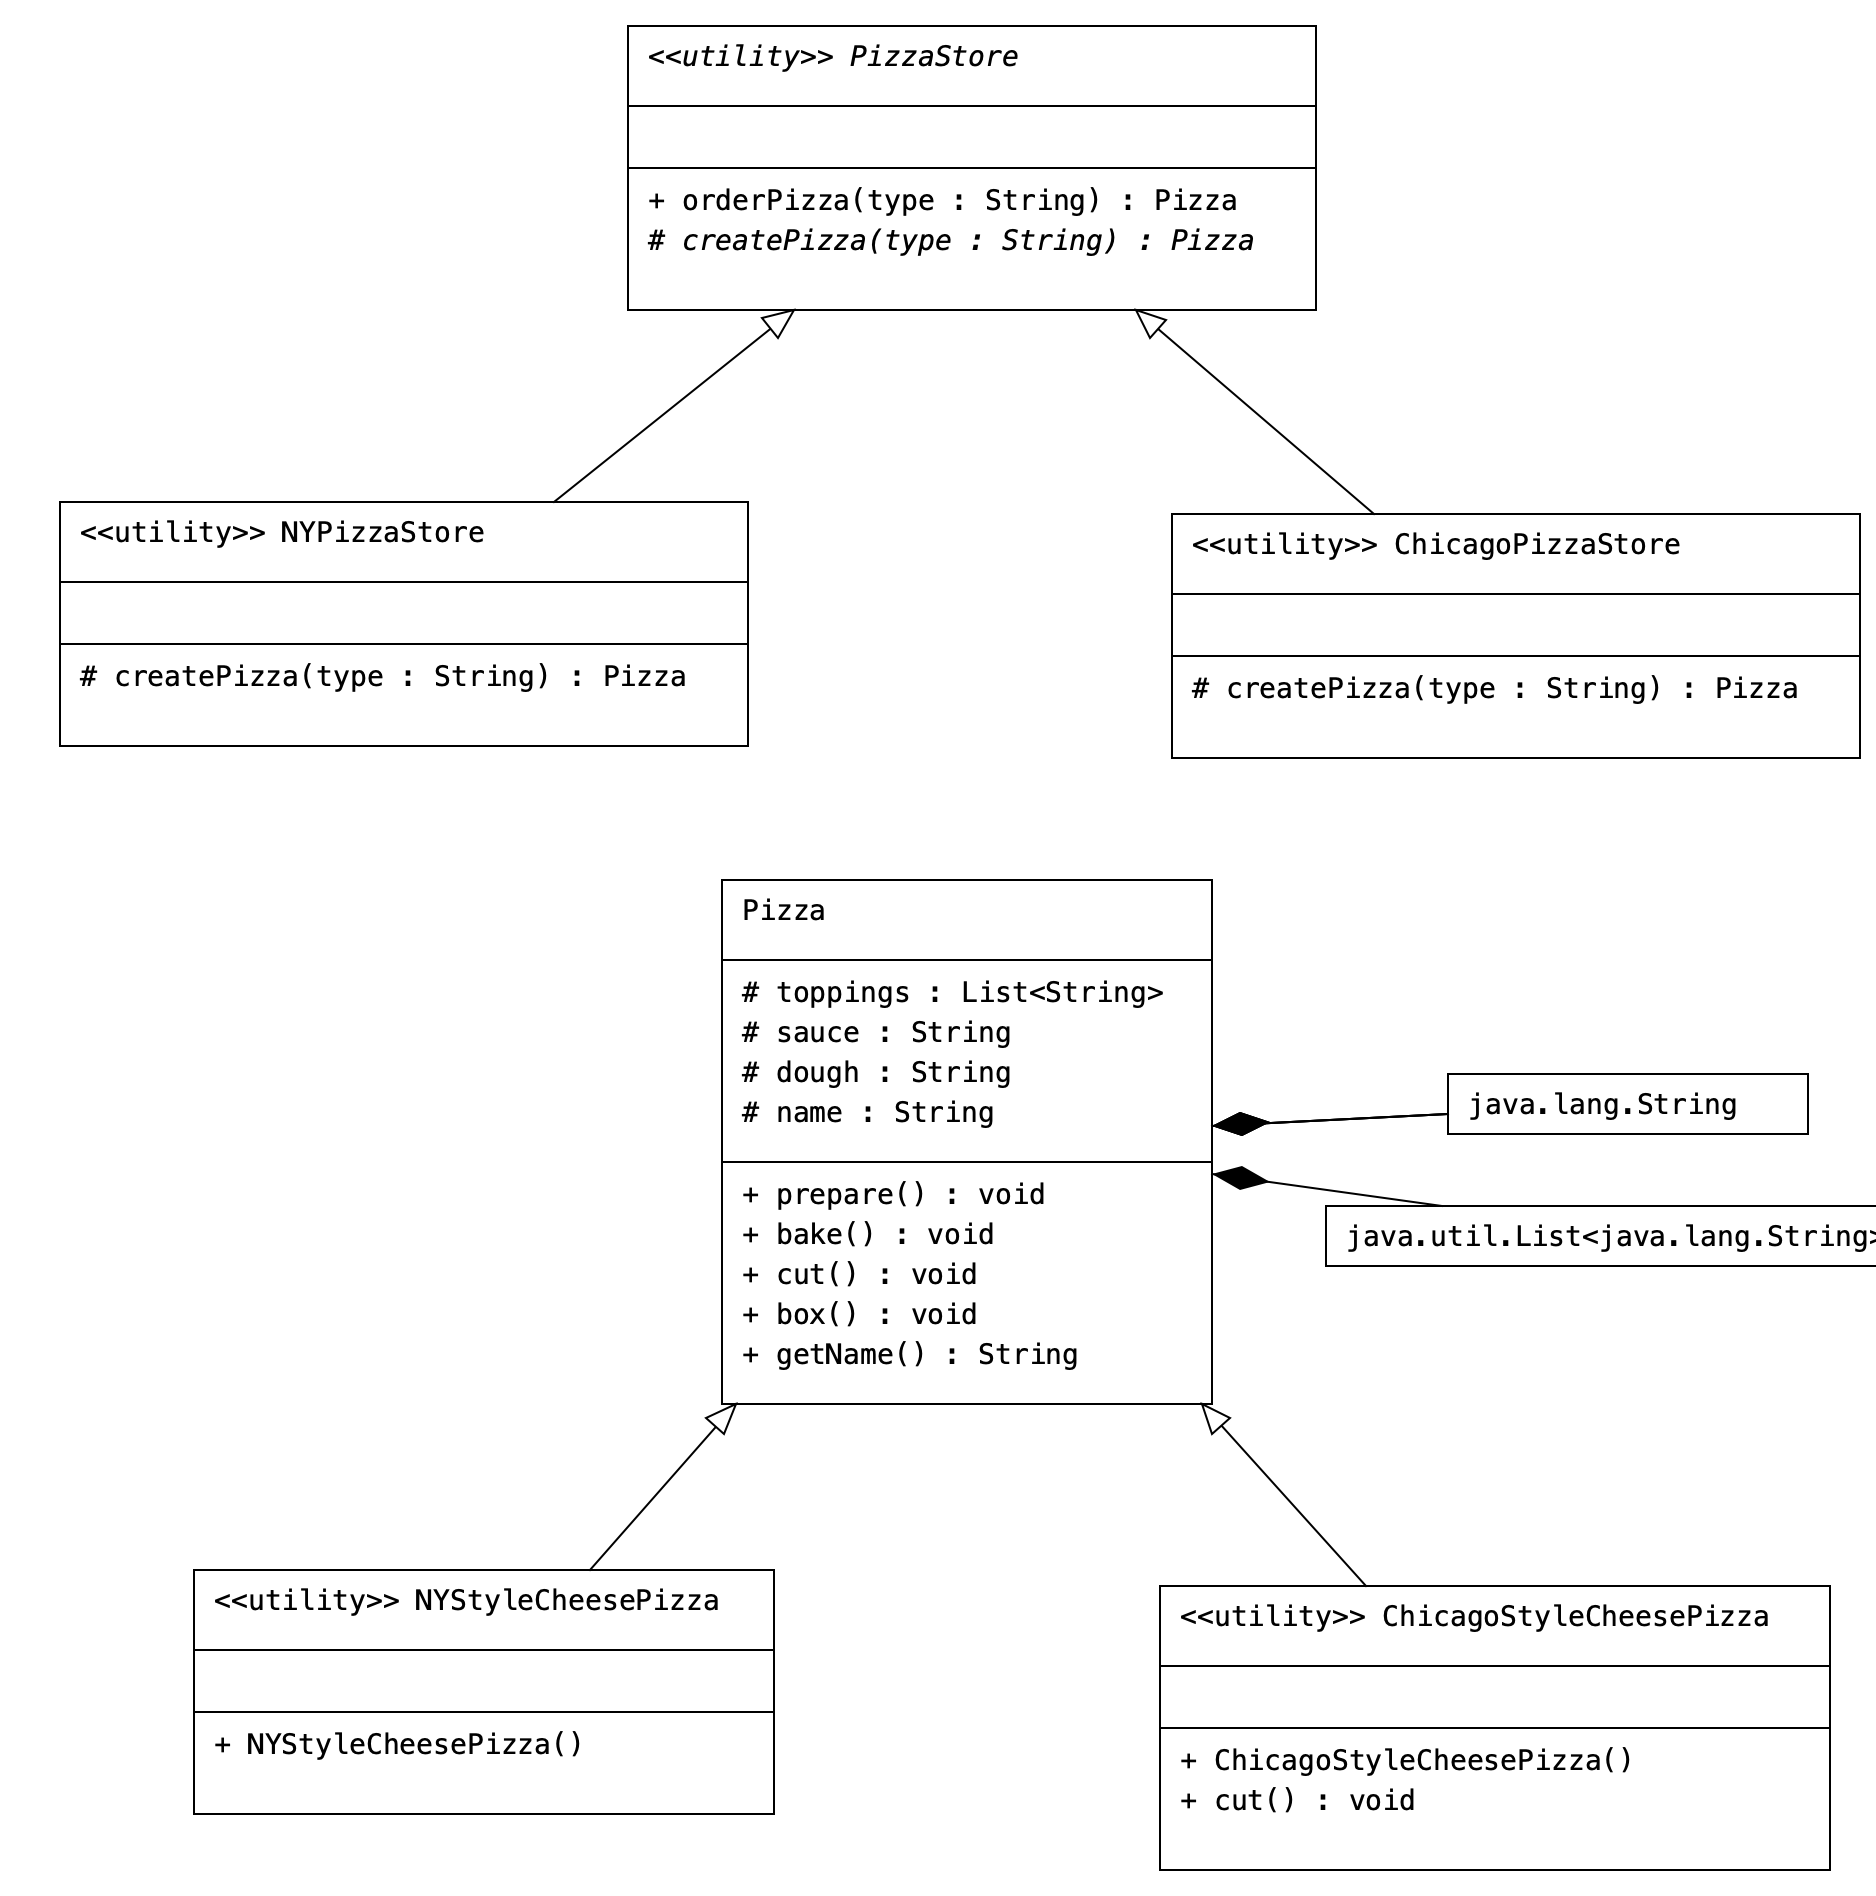 <<utility>> PizzaStore
+ orderPizza(type : String) : Pizza
# createPizza(type : String) : Pizza
<<utility>> NYPizzaStore
# createPizza(type : String) : Pizza
<<utility>> ChicagoPizzaStore
# createPizza(type : String) : Pizza
Pizza
# toppings : List<String>
# sauce : String
# dough : String
# name : String
+ prepare() : void
+ bake() : void
+ cut() : void
+ box() : void
+ getName() : String
java.lang.String
java.util.List<java.lang.String>
<<utility>> NYStyleCheesePizza
+ NYStyleCheesePizza()
<<utility>> ChicagoStyleCheesePizza
+ ChicagoStyleCheesePizza()
+ cut() : void